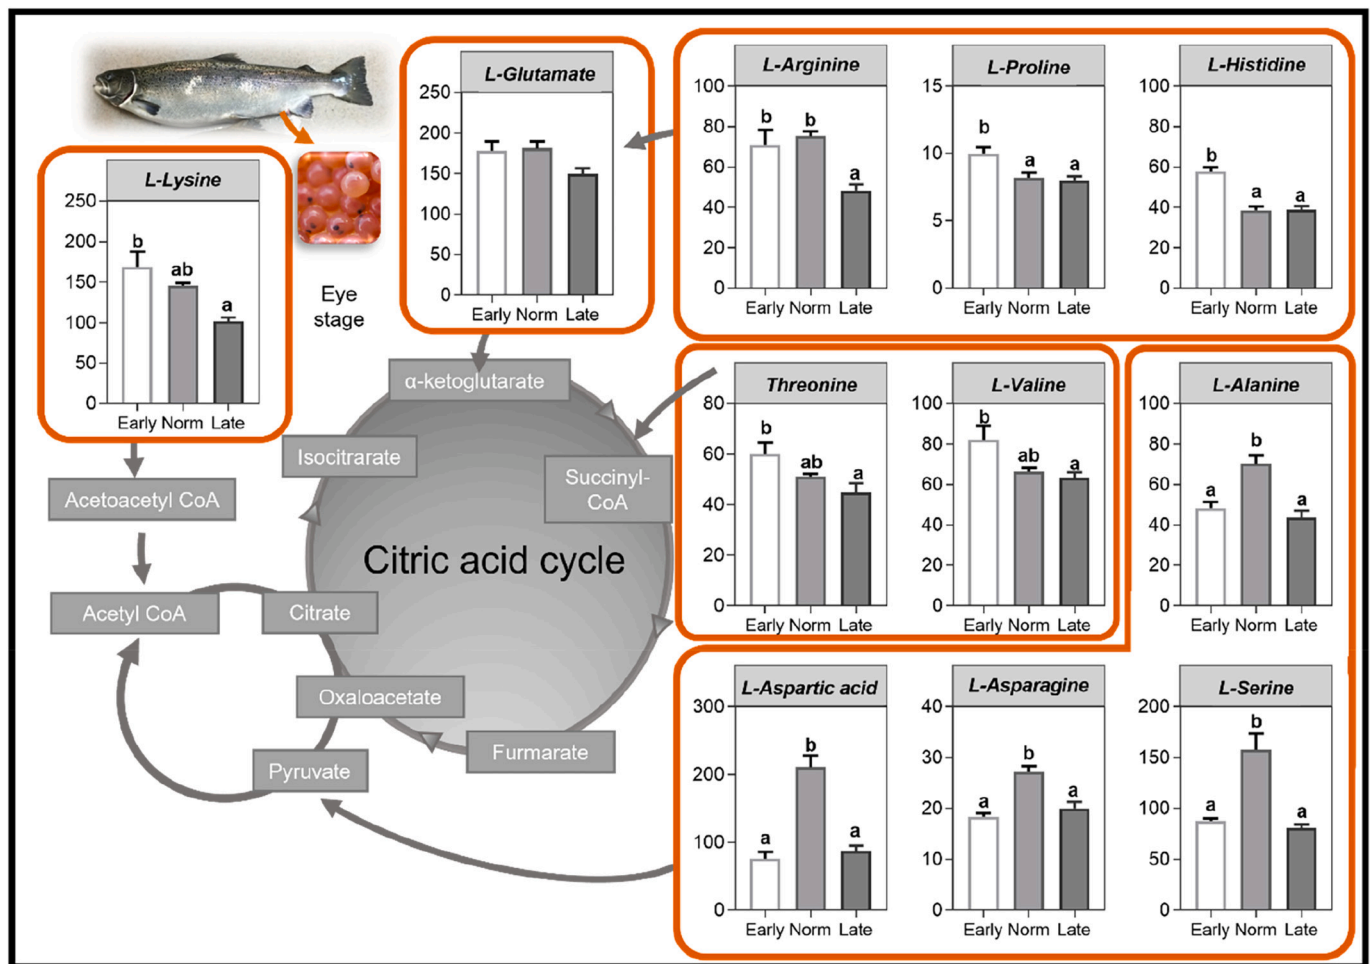 L-Glutamate
250
200
150
100
50
0
Early Norm Late
L-Arginine
100
80
60
40
20
0
b
b
a
Early Norm Late
L-Proline
15
10
5
0
b
a
a
Early Norm Late
L-Histidine
100
80
60
40
20
0
b
a
a
Early Norm Late
L-Lysine
250
200
150
100
50
0
b
ab
a
Early Norm Late
Eye
stage
Threonine
80
60
40
20
0
b
ab
a
Early Norm Late
L-Valine
100
80
60
40
20
0
b
ab
a
Early Norm Late
L-Alanine
100
80
60
40
20
0
a
b
a
Early Norm Late
α-ketoglutarate
Isocitrarate
Succinyl-
CoA
Acetoacetyl CoA
Citric acid cycle
Acetyl CoA
Citrate
Oxaloacetate
Furmarate
Pyruvate
L-Aspartic acid
300
200
100
0
a
b
a
Early Norm Late
L-Asparagine
40
30
20
10
0
a
b
a
Early Norm Late
L-Serine
200
150
100
50
0
a
b
a
Early Norm Late